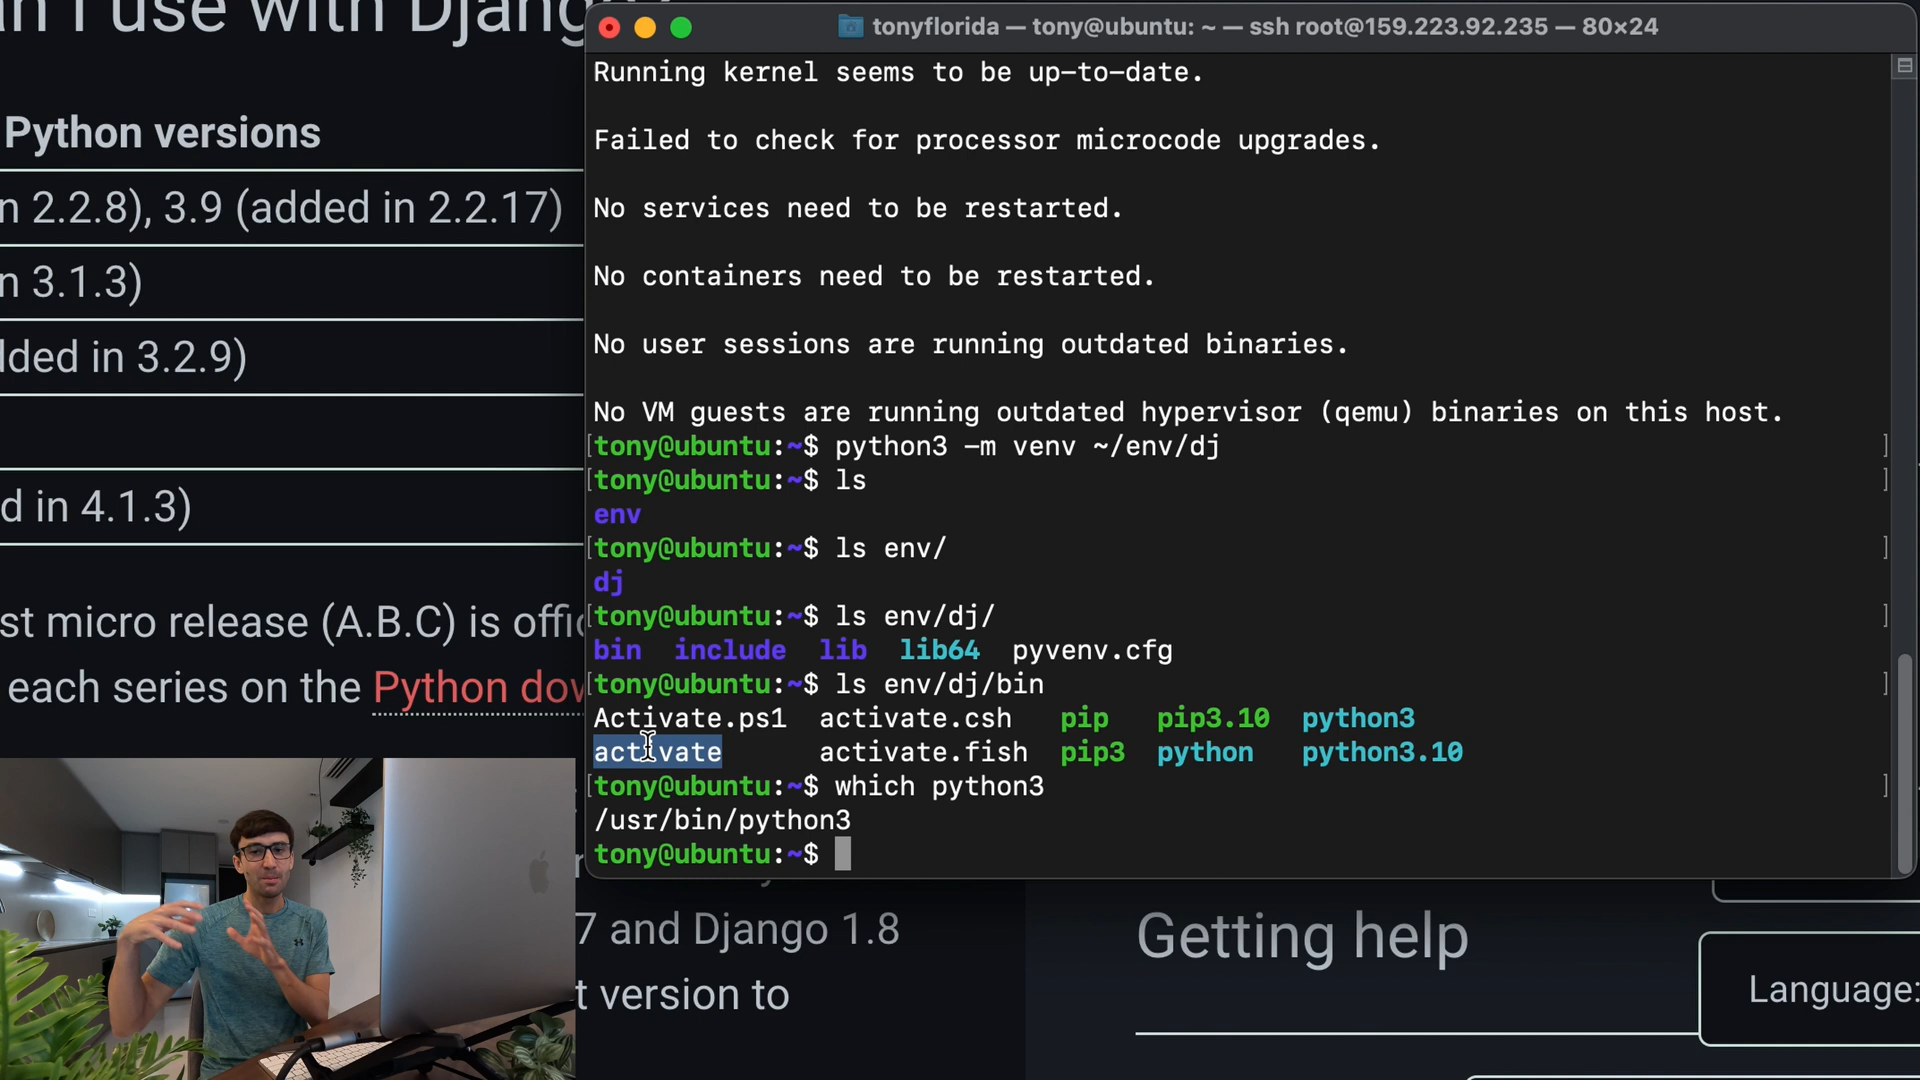 an I use with Django?
Python versions
n 2.2.8), 3.9 (added in 2.2.17)
n 3.1.3)
dded in 3.2.9)
d in 4.1.3)
st micro release (A.B.C) is offic
each series on the Python dow
7 and Django 1.8
t version to
tonyflorida — tony@ubuntu: ~ — ssh root@159.223.92.235 — 80×24
Running kernel seems to be up-to-date.
Failed to check for processor microcode upgrades.
No services need to be restarted.
No containers need to be restarted.
No user sessions are running outdated binaries.
No VM guests are running outdated hypervisor (qemu) binaries on this host.
[tony@ubuntu:~$ python3 -m venv ~/env/dj ]
[tony@ubuntu:~$ ls ]
env
[tony@ubuntu:~$ ls env/ ]
dj
[tony@ubuntu:~$ ls env/dj/ ]
bin include lib lib64 pyvenv.cfg
[tony@ubuntu:~$ ls env/dj/bin ]
Activate.ps1 activate.csh pip pip3.10 python3
activate activate.fish pip3 python python3.10
[tony@ubuntu:~$ which python3 ]
/usr/bin/python3
tony@ubuntu:~$
Getting help
Language: